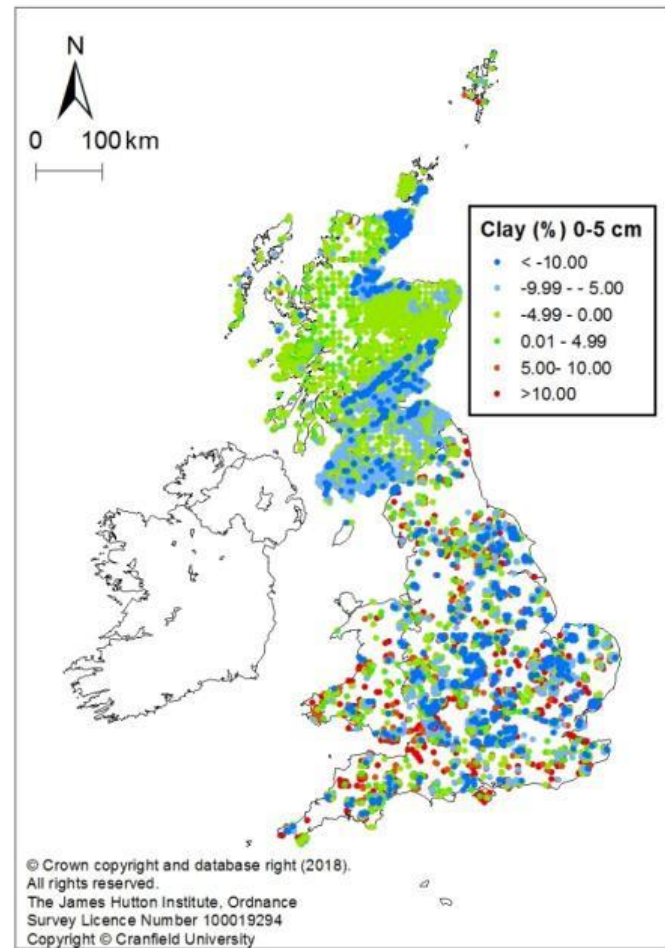 N
0 100 km
Clay (%) 0-5 cm
< -10.00
-9.99 - - 5.00
-4.99 - 0.00
0.01 - 4.99
5.00- 10.00
>10.00
© Crown copyright and database right (2018).
All rights reserved.
The James Hutton Institute, Ordnance
Survey Licence Number 100019294
Copyright © Cranfield University